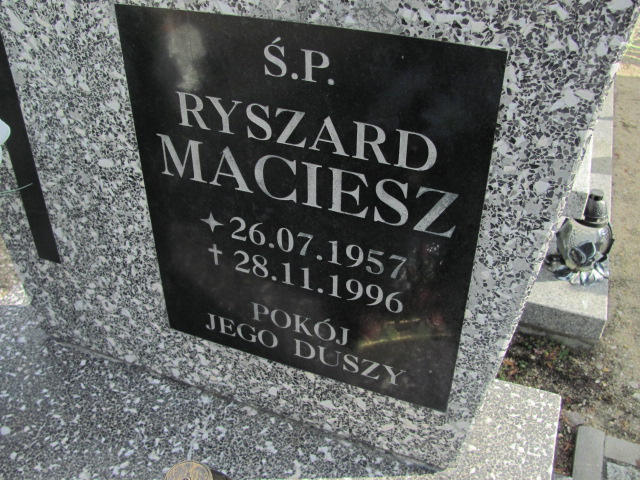 Ś.P.
RYSZARD
MACIESZ
✦ 26.07.1957
✝ 28.11.1996
POKÓJ
JEGO DUSZY